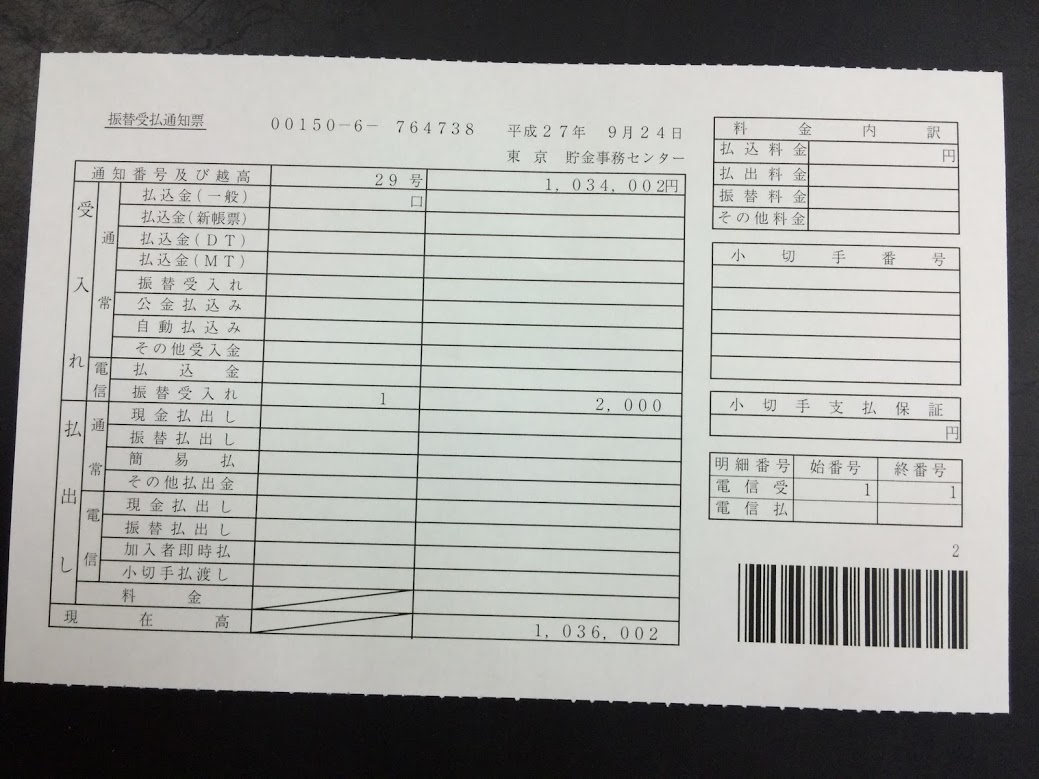 振替受払通知票 00150-6- 764738 平成27年 9月24日
東京 貯金事務センター
通知番号及び越高 29号 1,034,002円
受入れ
通常
払込金(一般) 口
払込金(新帳票)
払込金(DT)
払込金(MT)
振替受入れ
公金払込み
自動払込み
その他受入金
電信
払込金
振替受入れ 1 2,000
払出し
通常
現金払出し
振替払出し
簡易払
その他払出金
電信
現金払出し
振替払出し
加入者即時払
小切手払渡し
料金
現在高 1,036,002
料金内訳
払込料金 円
払出料金
振替料金
その他料金
小切手番号
小切手支払保証
円
明細番号 始番号 終番号
電信受 1 1
電信払
2